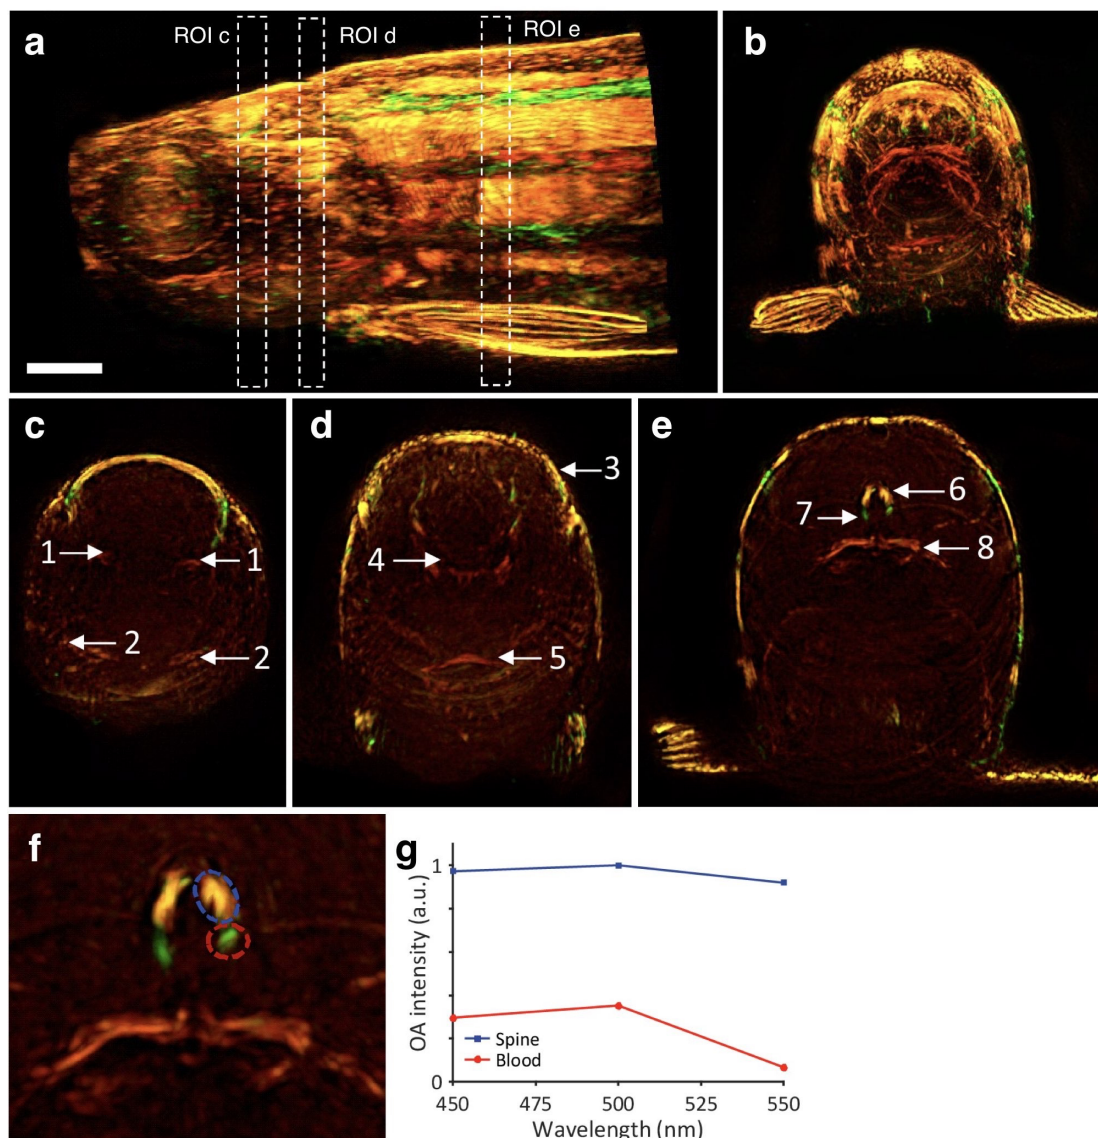 a
ROI c
ROI d
ROI e
b
c
1
1
2
2
d
3
4
5
e
6
7
8
f
g
OA intensity (a.u.)
1
0
Spine
Blood
450
475
500
525
550
Wavelength (nm)